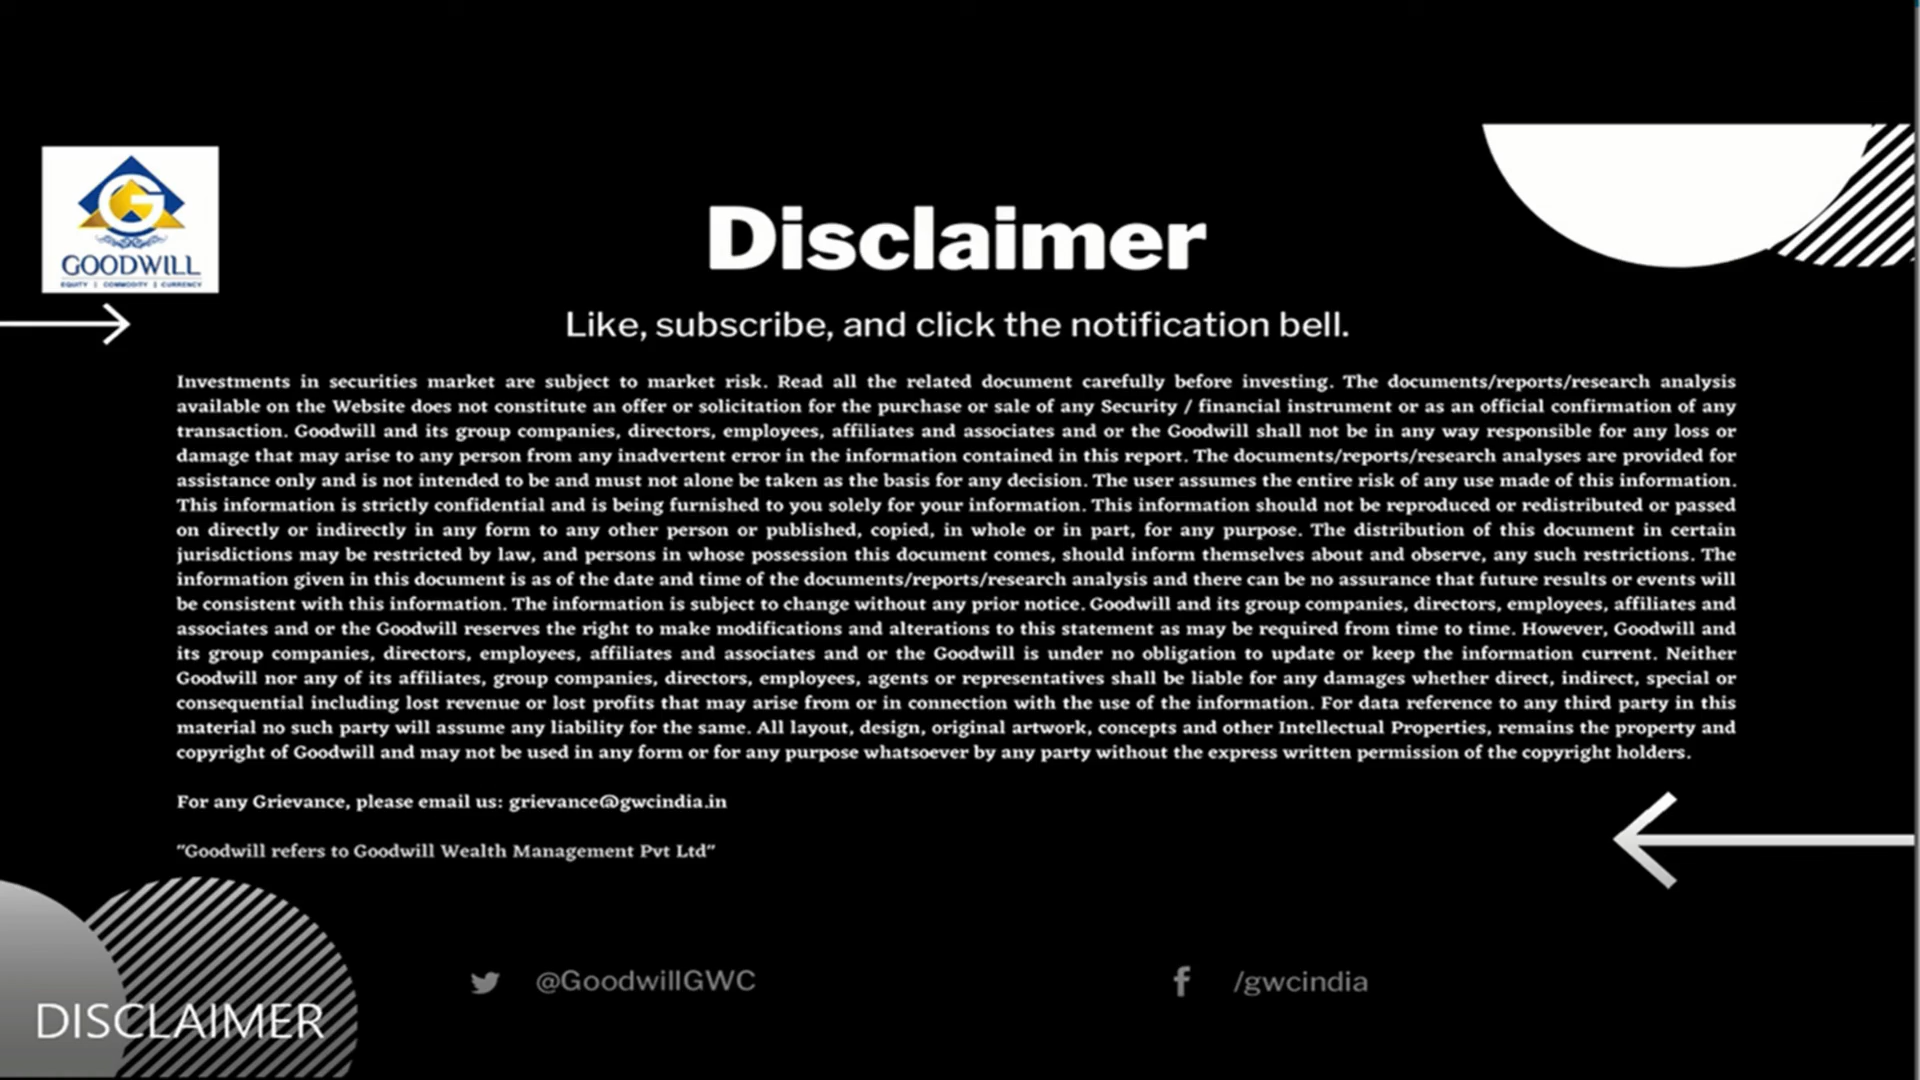 GOODWILL
EQUITY | COMMODITY | CURRENCY
Disclaimer
Like, subscribe, and click the notification bell.
Investments in securities market are subject to market risk. Read all the related document carefully before investing. The documents/reports/research analysis
available on the Website does not constitute an offer or solicitation for the purchase or sale of any Security / financial instrument or as an official confirmation of any
transaction. Goodwill and its group companies, directors, employees, affiliates and associates and or the Goodwill shall not be in any way responsible for any loss or
damage that may arise to any person from any inadvertent error in the information contained in this report. The documents/reports/research analyses are provided for
assistance only and is not intended to be and must not alone be taken as the basis for any decision. The user assumes the entire risk of any use made of this information.
This information is strictly confidential and is being furnished to you solely for your information. This information should not be reproduced or redistributed or passed
on directly or indirectly in any form to any other person or published, copied, in whole or in part, for any purpose. The distribution of this document in certain
jurisdictions may be restricted by law, and persons in whose possession this document comes, should inform themselves about and observe, any such restrictions. The
information given in this document is as of the date and time of the documents/reports/research analysis and there can be no assurance that future results or events will
be consistent with this information. The information is subject to change without any prior notice. Goodwill and its group companies, directors, employees, affiliates and
associates and or the Goodwill reserves the right to make modifications and alterations to this statement as may be required from time to time. However, Goodwill and
its group companies, directors, employees, affiliates and associates and or the Goodwill is under no obligation to update or keep the information current. Neither
Goodwill nor any of its affiliates, group companies, directors, employees, agents or representatives shall be liable for any damages whether direct, indirect, special or
consequential including lost revenue or lost profits that may arise from or in connection with the use of the information. For data reference to any third party in this
material no such party will assume any liability for the same. All layout, design, original artwork, concepts and other Intellectual Properties, remains the property and
copyright of Goodwill and may not be used in any form or for any purpose whatsoever by any party without the express written permission of the copyright holders.
For any Grievance, please email us: grievance@gwcindia.in
"Goodwill refers to Goodwill Wealth Management Pvt Ltd"
@GoodwillGWC
/gwcindia
DISCLAIMER